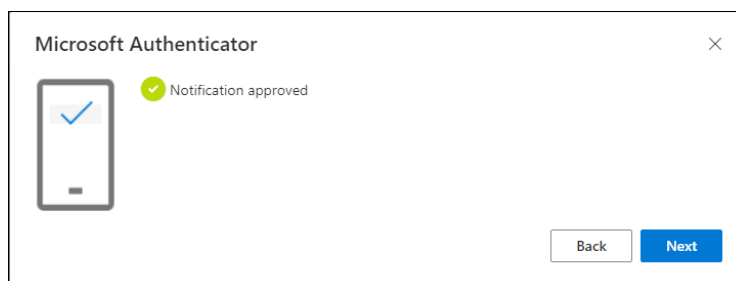 Microsoft Authenticator
Notification approved
Back
Next